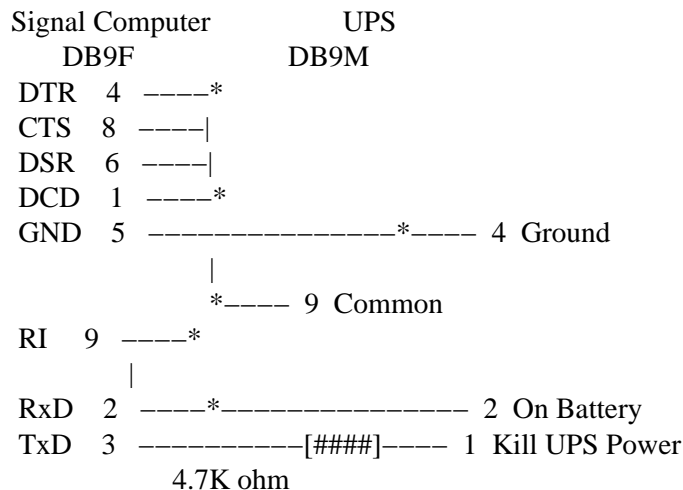 Signal Computer UPS
DB9F DB9M
DTR 4 −−−−*
CTS 8 −−−−|
DSR 6 −−−−|
DCD 1 −−−−*
GND 5 −−−−−−−−−−−−−−−*−−−− 4 Ground
|
*−−−− 9 Common
RI 9 −−−−*
|
RxD 2 −−−−*−−−−−−−−−−−−−−− 2 On Battery
TxD 3 −−−−−−−−−−[####]−−−− 1 Kill UPS Power
4.7K ohm